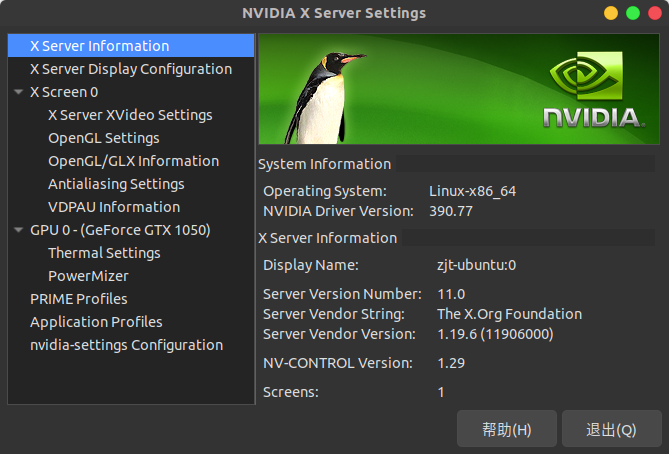 NVIDIA X Server Settings
X Server Information
X Server Display Configuration
X Screen 0
X Server XVideo Settings
OpenGL Settings
OpenGL/GLX Information
Antialiasing Settings
VDPAU Information
GPU 0 - (GeForce GTX 1050)
Thermal Settings
PowerMizer
PRIME Profiles
Application Profiles
nvidia-settings Configuration
NVIDIA.
System Information
Operating System: Linux-x86_64
NVIDIA Driver Version: 390.77
X Server Information
Display Name: zjt-ubuntu:0
Server Version Number: 11.0
Server Vendor String: The X.Org Foundation
Server Vendor Version: 1.19.6 (11906000)
NV-CONTROL Version: 1.29
Screens: 1
帮助(H) 退出(Q)